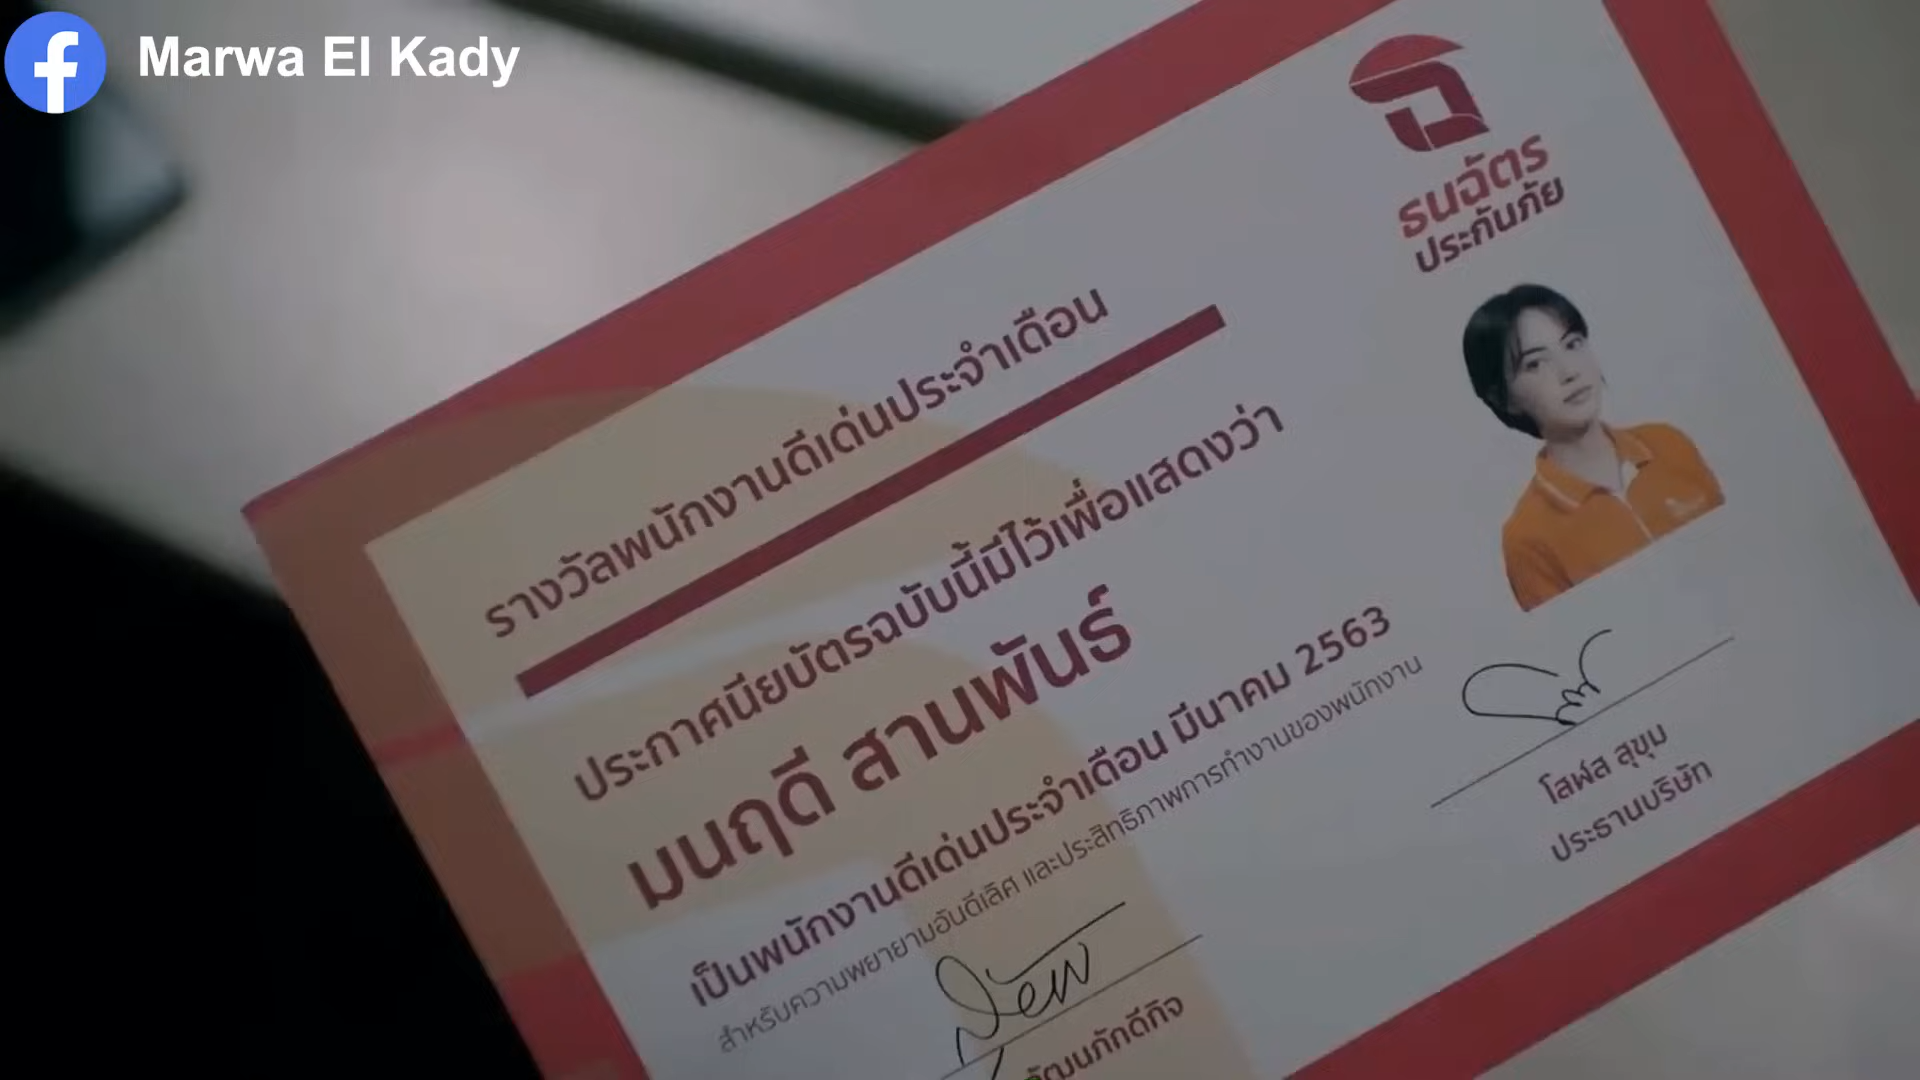 Marwa El Kady
ธนฉัตร
ประกันภัย
รางวัลพนักงานดีเด่นประจำเดือน
ประกาศนียบัตรฉบับนี้มีไว้เพื่อแสดงว่า
มนฤดี สานพันธ์
เป็นพนักงานดีเด่นประจำเดือน มีนาคม 2563
สำหรับความพยายามอันดีเลิศ และประสิทธิภาพการทำงานของพนักงาน
โสฬส สุขุม
ประธานบริษัท